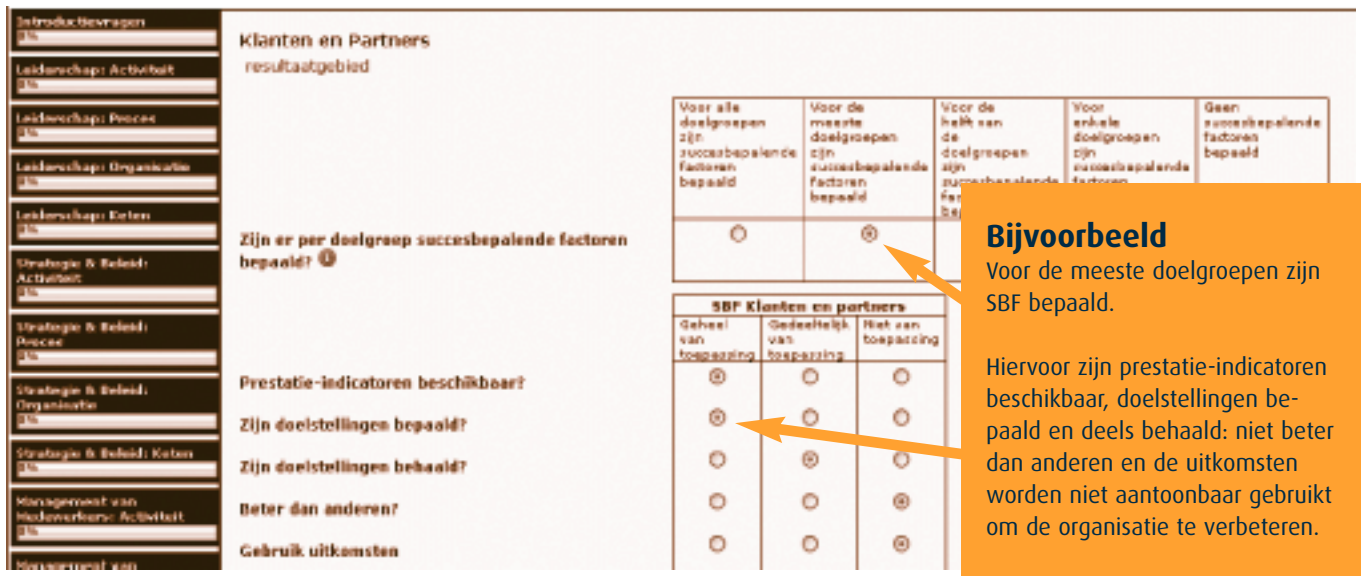 Introductievragen
0%
Leiderschap: Activiteit
0%
Leiderschap: Proces
0%
Leiderschap: Organisatie
0%
Leiderschap: Keten
0%
Strategie & Beleid:
Activiteit
0%
Strategie & Beleid:
Proces
0%
Strategie & Beleid:
Organisatie
0%
Strategie & Beleid: Keten
0%
Management van
Medewerkers: Activiteit
0%
Management van
Klanten en Partners
resultaatgebied
Voor alle
doelgroepen
zijn
succesbepalende
factoren
bepaald
Voor de
meeste
doelgroepen
zijn
succesbepalende
factoren
bepaald
Voor de
helft van
de
doelgroepen
zijn
succesbepalende
Voor
enkele
doelgroepen
zijn
succesbepalende
factoren
Geen
succesbepalende
factoren
bepaald
Zijn er per doelgroep succesbepalende factoren
bepaald?
SBF Klanten en partners
Geheel
van
toepassing
Gedeeltelijk
van
toepassing
Niet van
toepassing
Prestatie-indicatoren beschikbaar?
Zijn doelstellingen bepaald?
Zijn doelstellingen behaald?
Beter dan anderen?
Gebruik uitkomsten
Bijvoorbeeld
Voor de meeste doelgroepen zijn
SBF bepaald.
Hiervoor zijn prestatie-indicatoren
beschikbaar, doelstellingen be-
paald en deels behaald: niet beter
dan anderen en de uitkomsten
worden niet aantoonbaar gebruikt
om de organisatie te verbeteren.